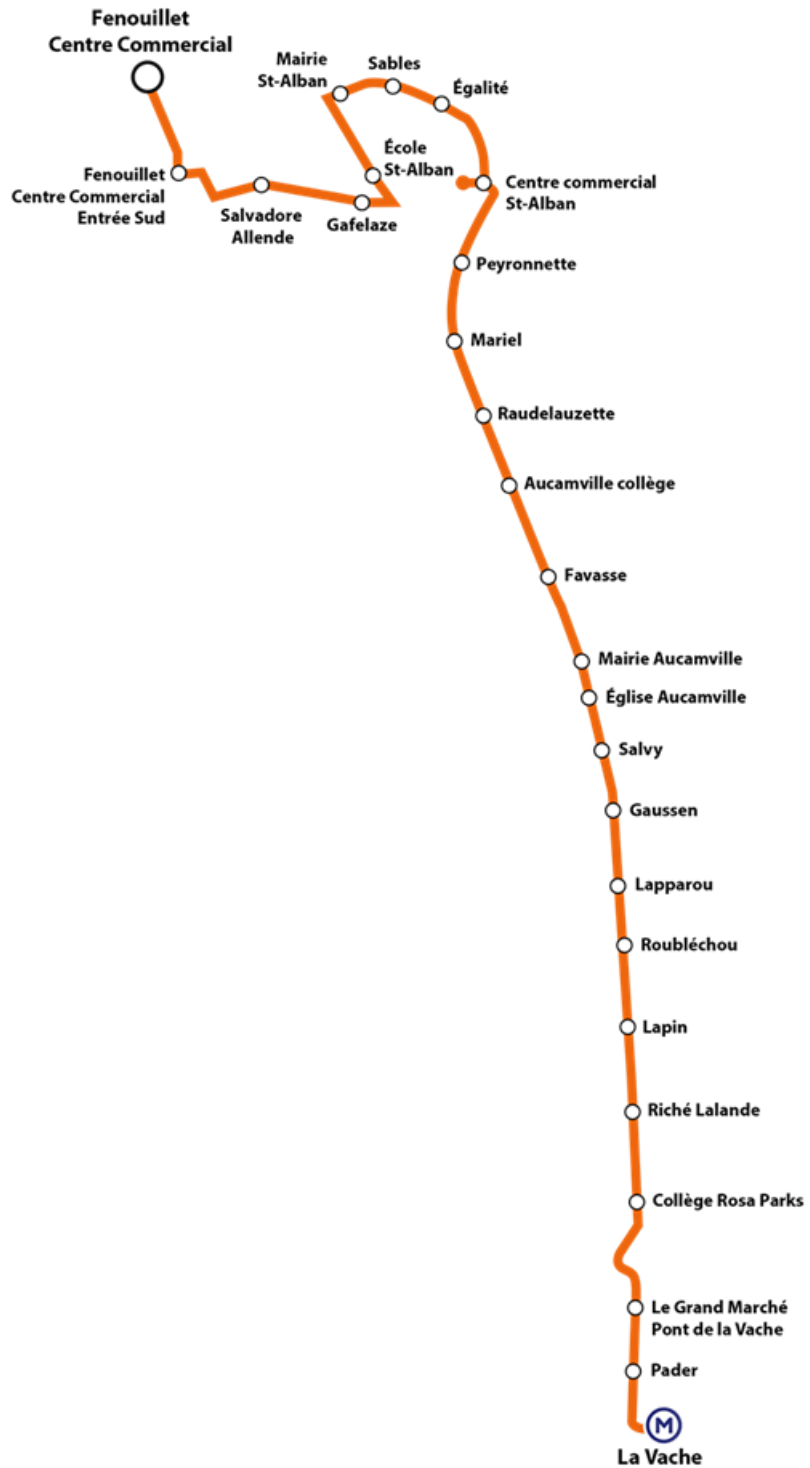 Fenouillet
Centre Commercial
Fenouillet
Centre Commercial
Entrée Sud
Salvadore
Allende
Gafelaze
École
St-Alban
Mairie
St-Alban
Sables
Égalité
Centre commercial
St-Alban
Peyronnette
Mariel
Raudelauzette
Aucamville collège
Favasse
Mairie Aucamville
Église Aucamville
Salvy
Gaussen
Lapparou
Roubléchou
Lapin
Riché Lalande
Collège Rosa Parks
Le Grand Marché
Pont de la Vache
Pader
M
La Vache